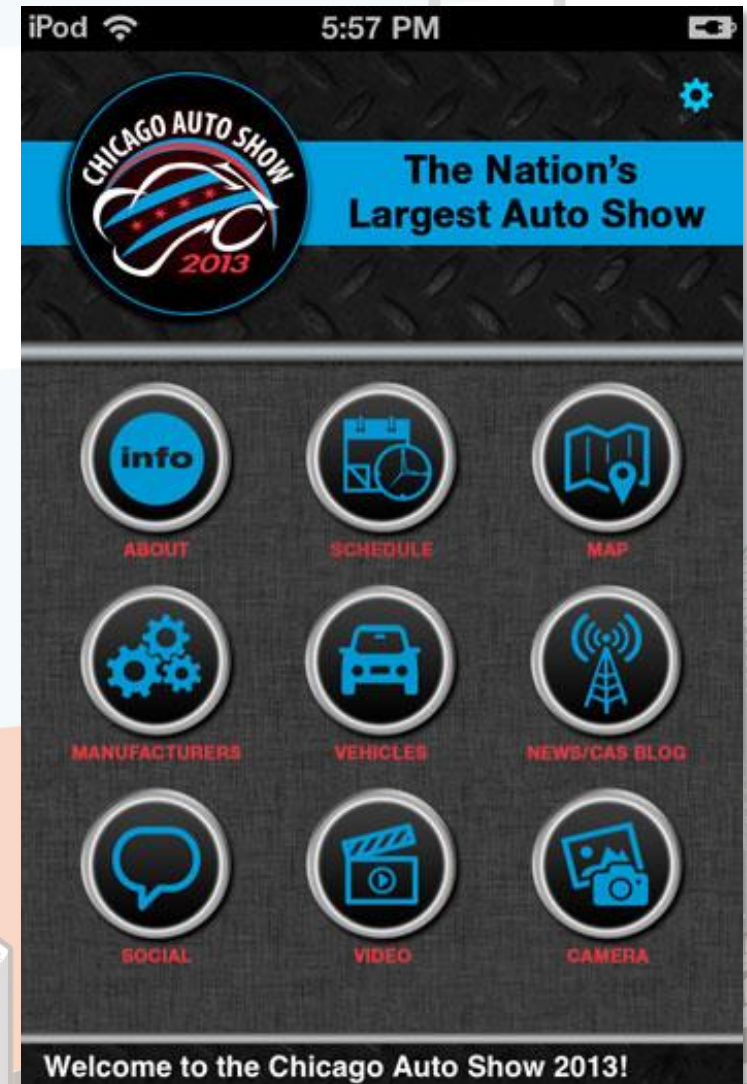 iPod
5:57 PM
CHICAGO AUTO SHOW
2013
The Nation's
Largest Auto Show
info
ABOUT
SCHEDULE
MAP
MANUFACTURERS
VEHICLES
NEWS/CAS BLOG
SOCIAL
VIDEO
CAMERA
Welcome to the Chicago Auto Show 2013!